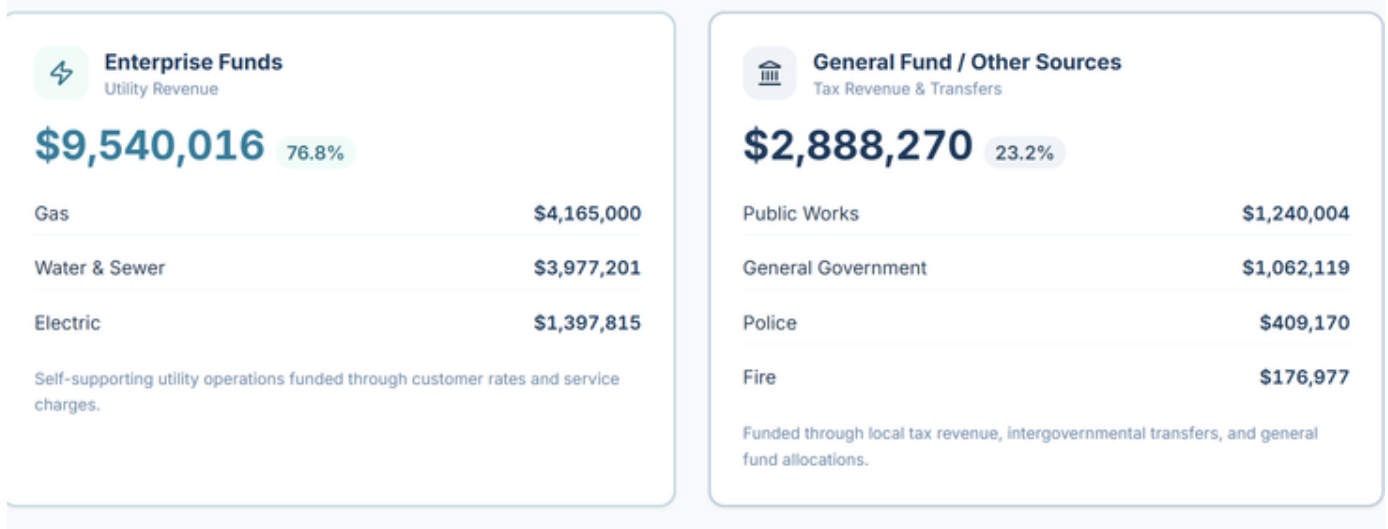 Enterprise Funds
Utility Revenue
$9,540,016 76.8%
Gas $4,165,000
Water & Sewer $3,977,201
Electric $1,397,815
Self-supporting utility operations funded through customer rates and service
charges.
General Fund / Other Sources
Tax Revenue & Transfers
$2,888,270 23.2%
Public Works $1,240,004
General Government $1,062,119
Police $409,170
Fire $176,977
Funded through local tax revenue, intergovernmental transfers, and general
fund allocations.